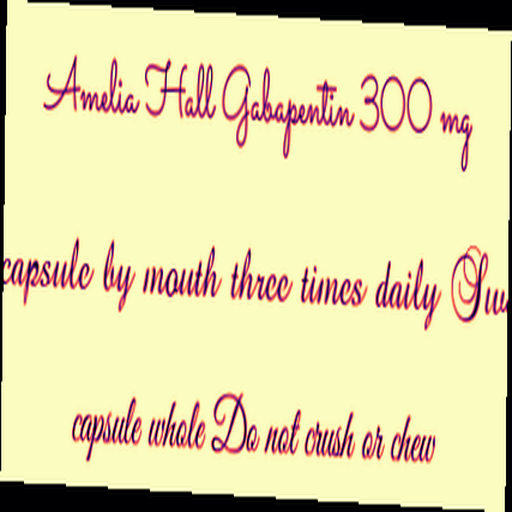 Amelia Hall Gabapentin 300 mg
capsule by mouth three times daily
capsule whole Do not crush or chew